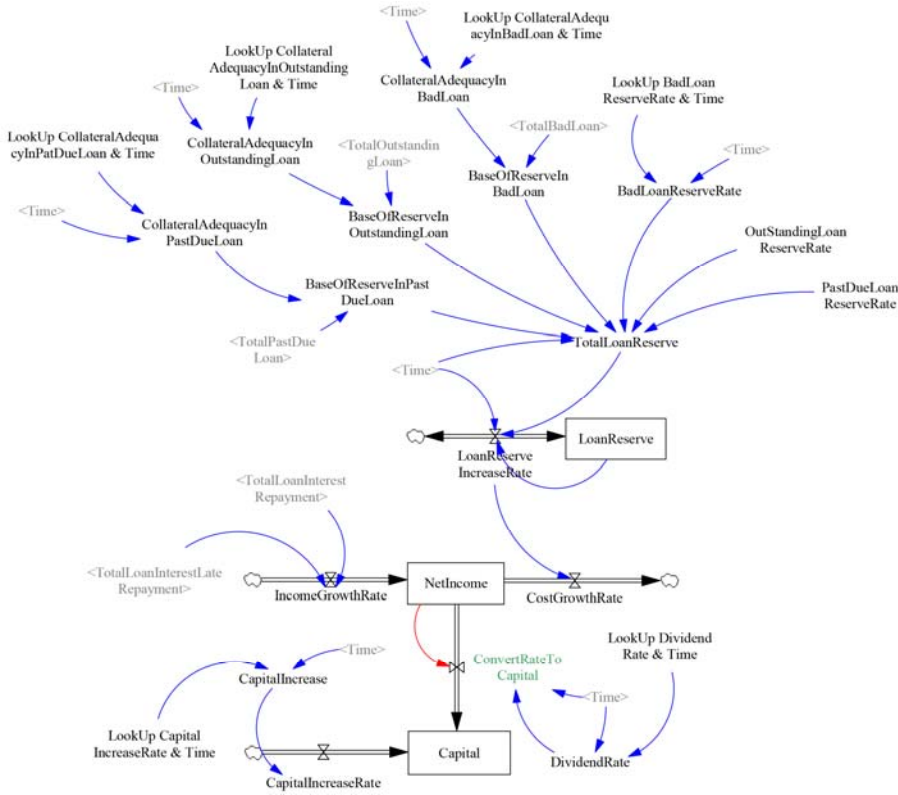 <Time>
LookUp CollateralAdequ
acyInBadLoan & Time
LookUp Collateral
AdequacyInOutstanding
Loan & Time
<Time>
CollateralAdequacyIn
BadLoan
LookUp BadLoan
ReserveRate & Time
LookUp CollateralAdequa
cyInPatDueLoan & Time
CollateralAdequacyIn
OutstandingLoan
<TotalOutstandin
gLoan>
<TotalBadLoan>
<Time>
BaseOfReserveIn
BadLoan
BadLoanReserveRate
<Time>
CollateralAdequacyIn
PastDueLoan
BaseOfReserveIn
OutstandingLoan
OutStandingLoan
ReserveRate
BaseOfReserveInPast
DueLoan
PastDueLoan
ReserveRate
<TotalPastDue
Loan>
TotalLoanReserve
<Time>
LoanReserve
LoanReserve
IncreaseRate
<TotalLoanInterest
Repayment>
<TotalLoanInterestLate
Repayment>
NetIncome
IncomeGrowthRate
CostGrowthRate
<Time>
ConvertRateTo
Capital
LookUp Dividend
Rate & Time
CapitalIncrease
<Time>
LookUp Capital
IncreaseRate & Time
Capital
DividendRate
CapitalIncreaseRate